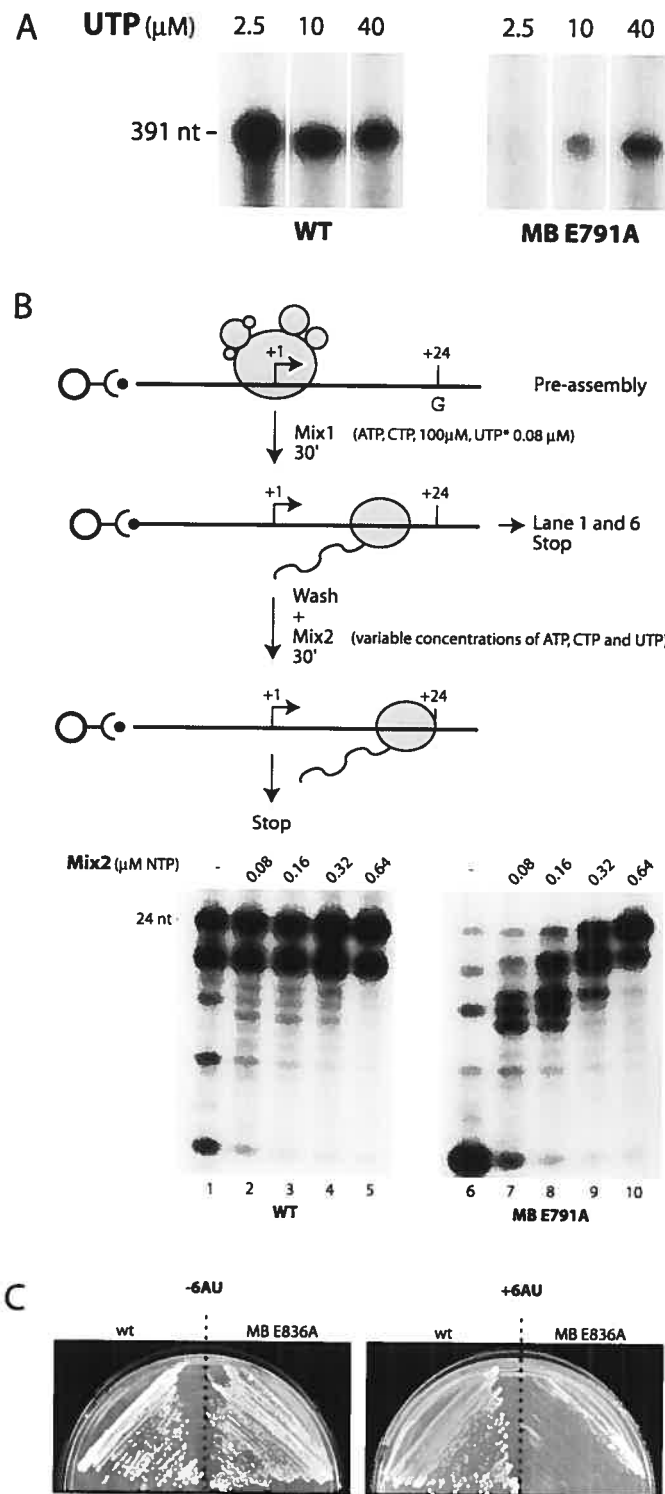 A
UTP (µM) 2.5 10 40 2.5 10 40
391 nt -
WT MB E791A
B
+1 +24
G
Pre-assembly
Mix1 (ATP, CTP, 100µM, UTP* 0.08 µM)
30'
+1 +24
Lane 1 and 6
Stop
Wash
+
Mix2 (variable concentrations of ATP, CTP and UTP)
30'
+1 +24
Stop
Mix2 (µM NTP) - 0.08 0.16 0.32 0.64 - 0.08 0.16 0.32 0.64
24 nt
1 2 3 4 5 6 7 8 9 10
WT MB E791A
C
-6AU +6AU
wt MB E836A wt MB E836A